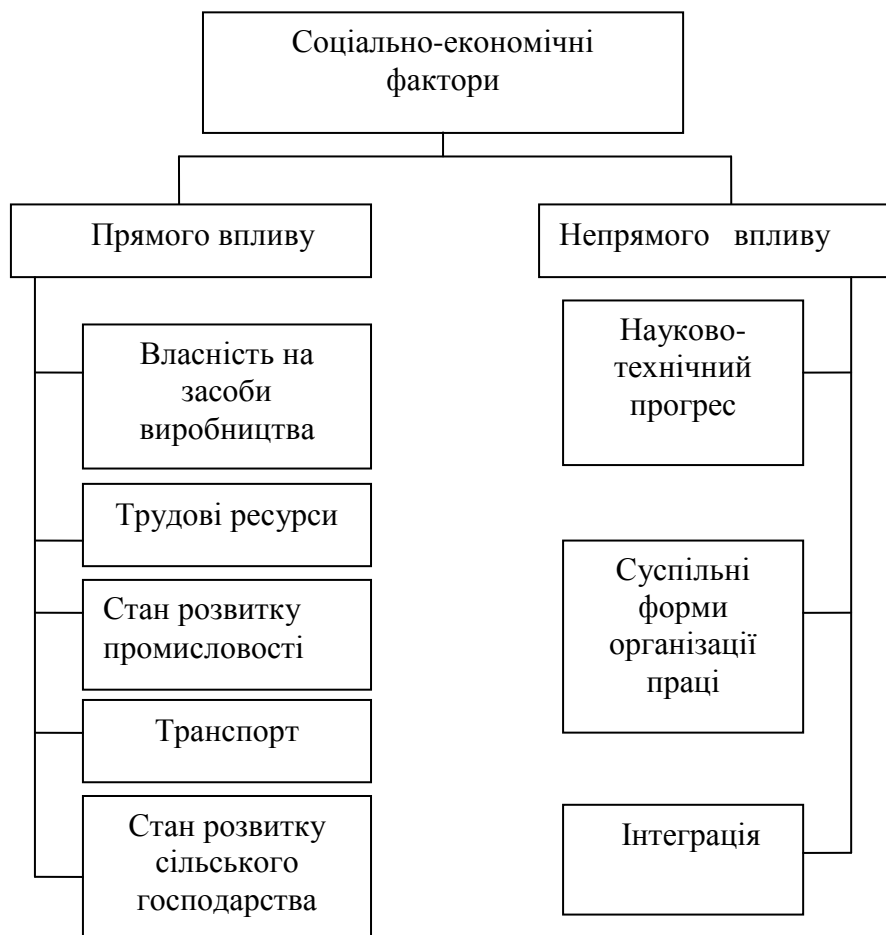 Соціально-економічні
фактори
Прямого впливу
Непрямого впливу
Власність на
засоби
виробництва
Трудові ресурси
Стан розвитку
промисловості
Транспорт
Стан розвитку
сільського
господарства
Науково-
технічний
прогрес
Суспільні
форми
організації
праці
Інтеграція